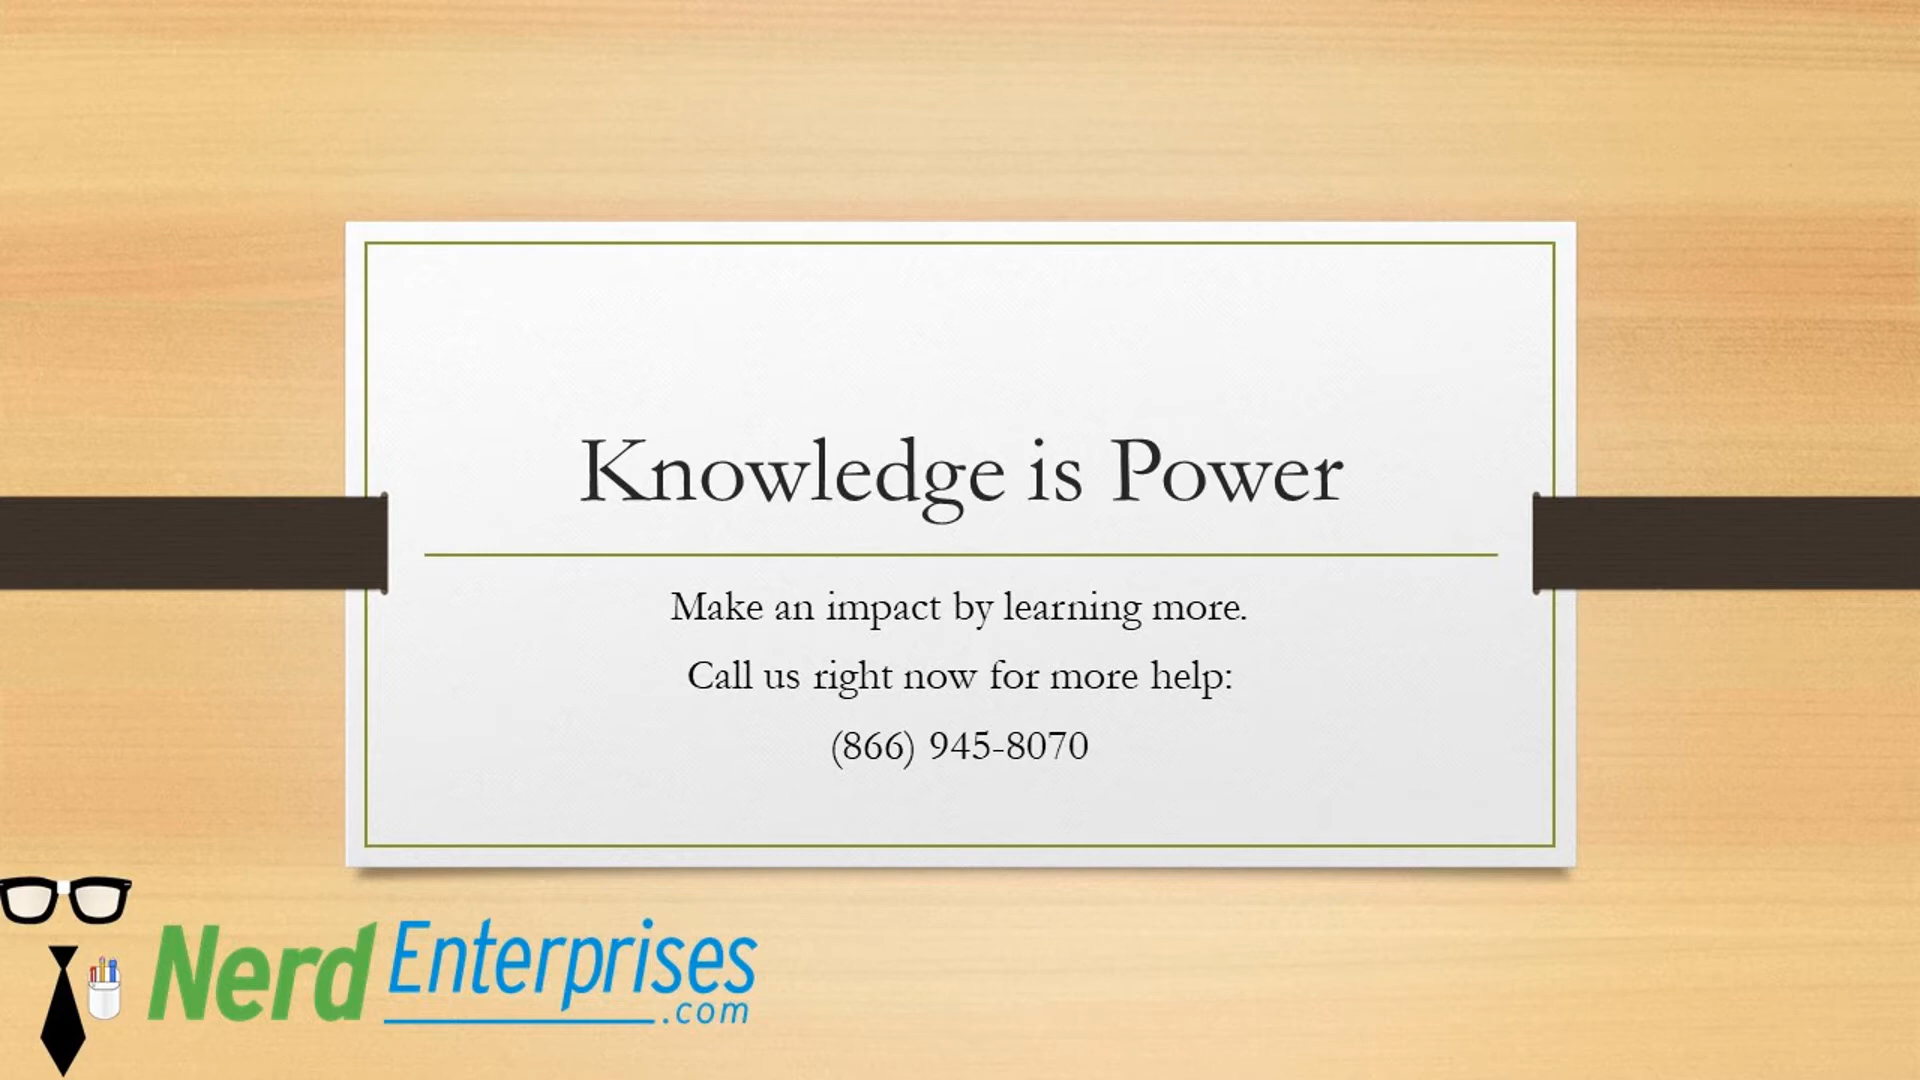 Knowledge is Power
Make an impact by learning more.
Call us right now for more help:
(866) 945-8070
Nerd Enterprises
.com